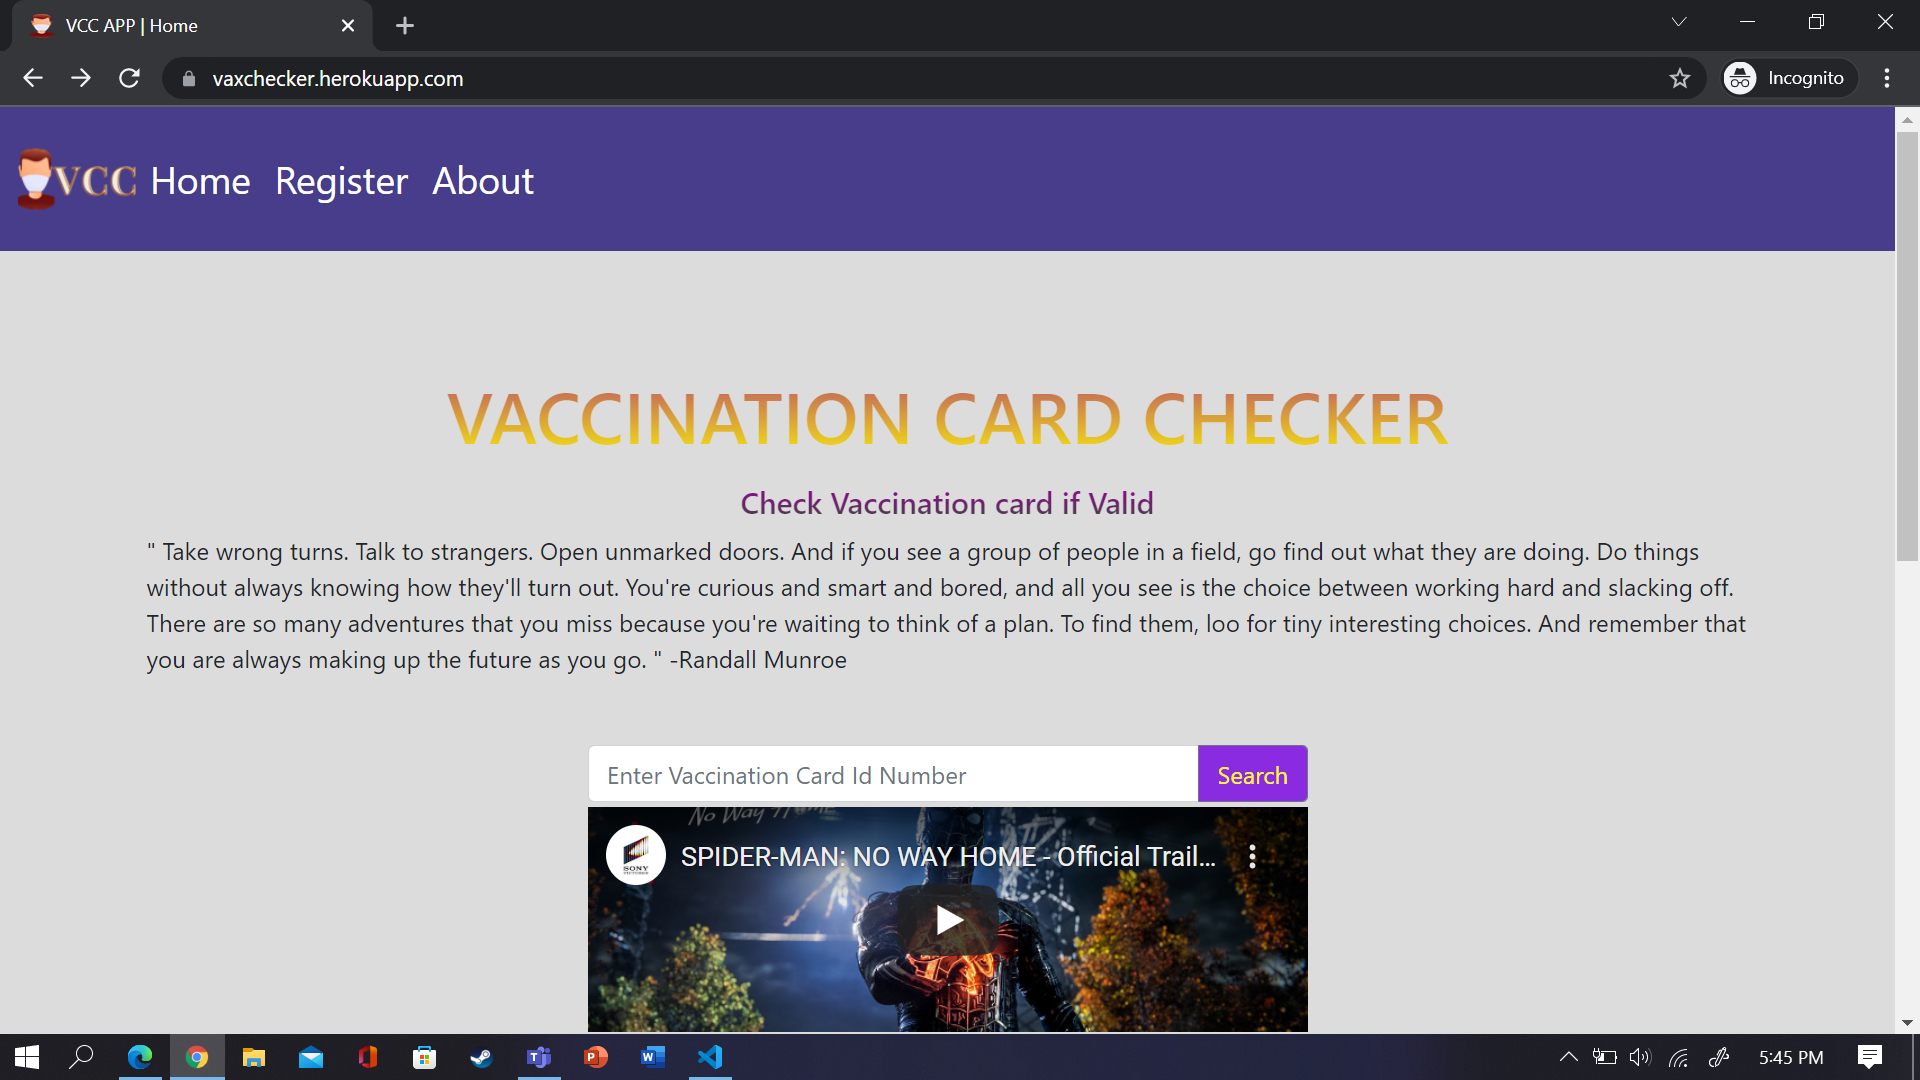 VCC APP | Home
vaxchecker.herokuapp.com
Incognito
VCC Home Register About
VACCINATION CARD CHECKER
Check Vaccination card if Valid
" Take wrong turns. Talk to strangers. Open unmarked doors. And if you see a group of people in a field, go find out what they are doing. Do things
without always knowing how they'll turn out. You're curious and smart and bored, and all you see is the choice between working hard and slacking off.
There are so many adventures that you miss because you're waiting to think of a plan. To find them, loo for tiny interesting choices. And remember that
you are always making up the future as you go. " -Randall Munroe
Enter Vaccination Card Id Number
Search
No Way Home
SONY
PICTURES
SPIDER-MAN: NO WAY HOME - Official Trail...
5:45 PM